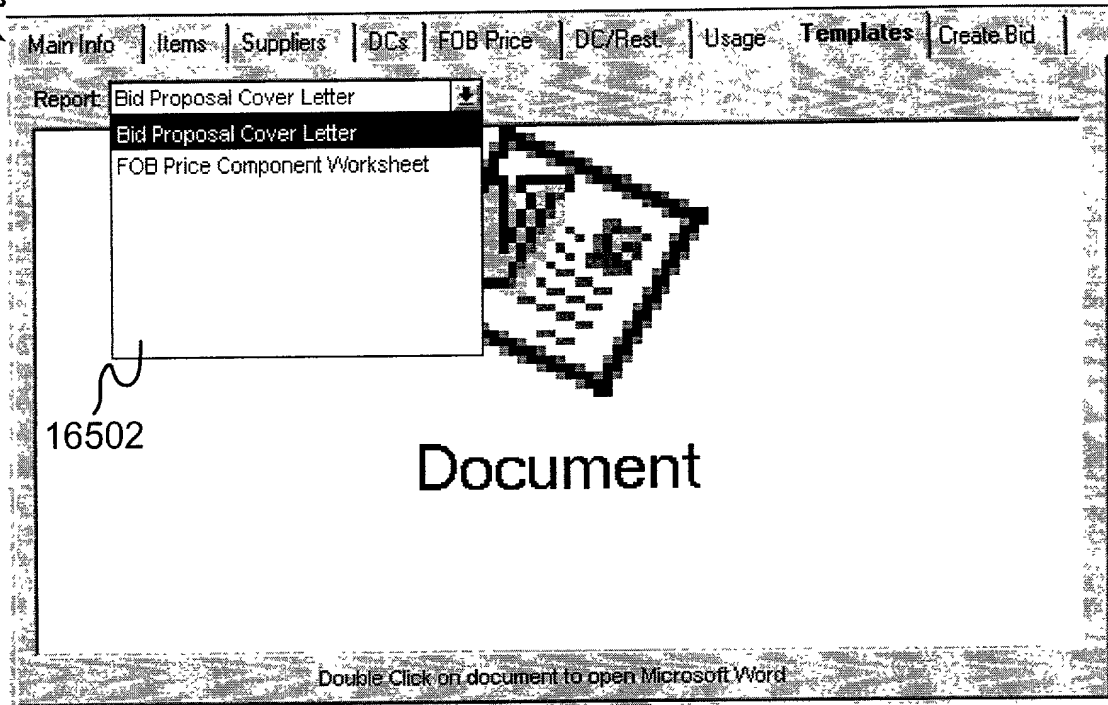 Main Info Items Suppliers DCs FOB Price DC/Rest. Usage Templates Create Bid
Report: Bid Proposal Cover Letter
Bid Proposal Cover Letter
FOB Price Component Worksheet
16502
Document
Double Click on document to open Microsoft Word